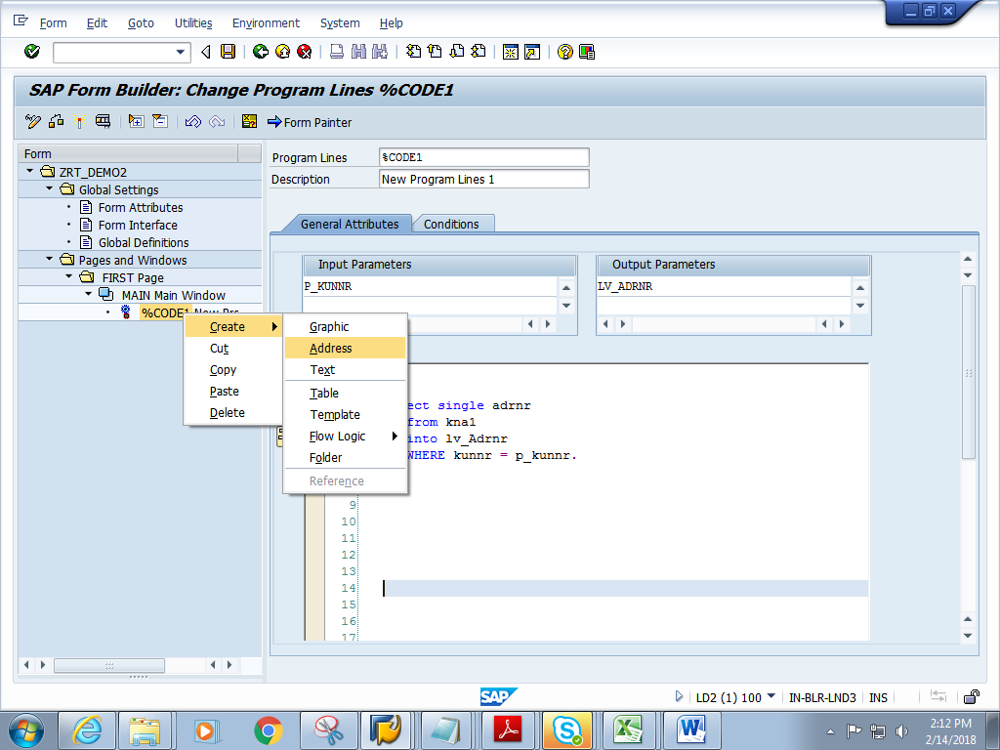 Form Edit Goto Utilities Environment System Help
SAP Form Builder: Change Program Lines %CODE1
Form Painter
Form
ZRT_DEMO2
Global Settings
Form Attributes
Form Interface
Global Definitions
Pages and Windows
FIRST Page
MAIN Main Window
%CODE1 New Pro
Create
Cut
Copy
Paste
Delete
Graphic
Address
Text
Table
Template
Flow Logic
Folder
Reference
Program Lines %CODE1
Description New Program Lines 1
General Attributes Conditions
Input Parameters Output Parameters
P_KUNNR LV_ADRNR
ect single adrnr
from kna1
into lv_Adrnr
WHERE kunnr = p_kunnr.
9
10
11
12
13
14
15
16
17
SAP
LD2 (1) 100 IN-BLR-LND3 INS
2:12 PM
2/14/2018